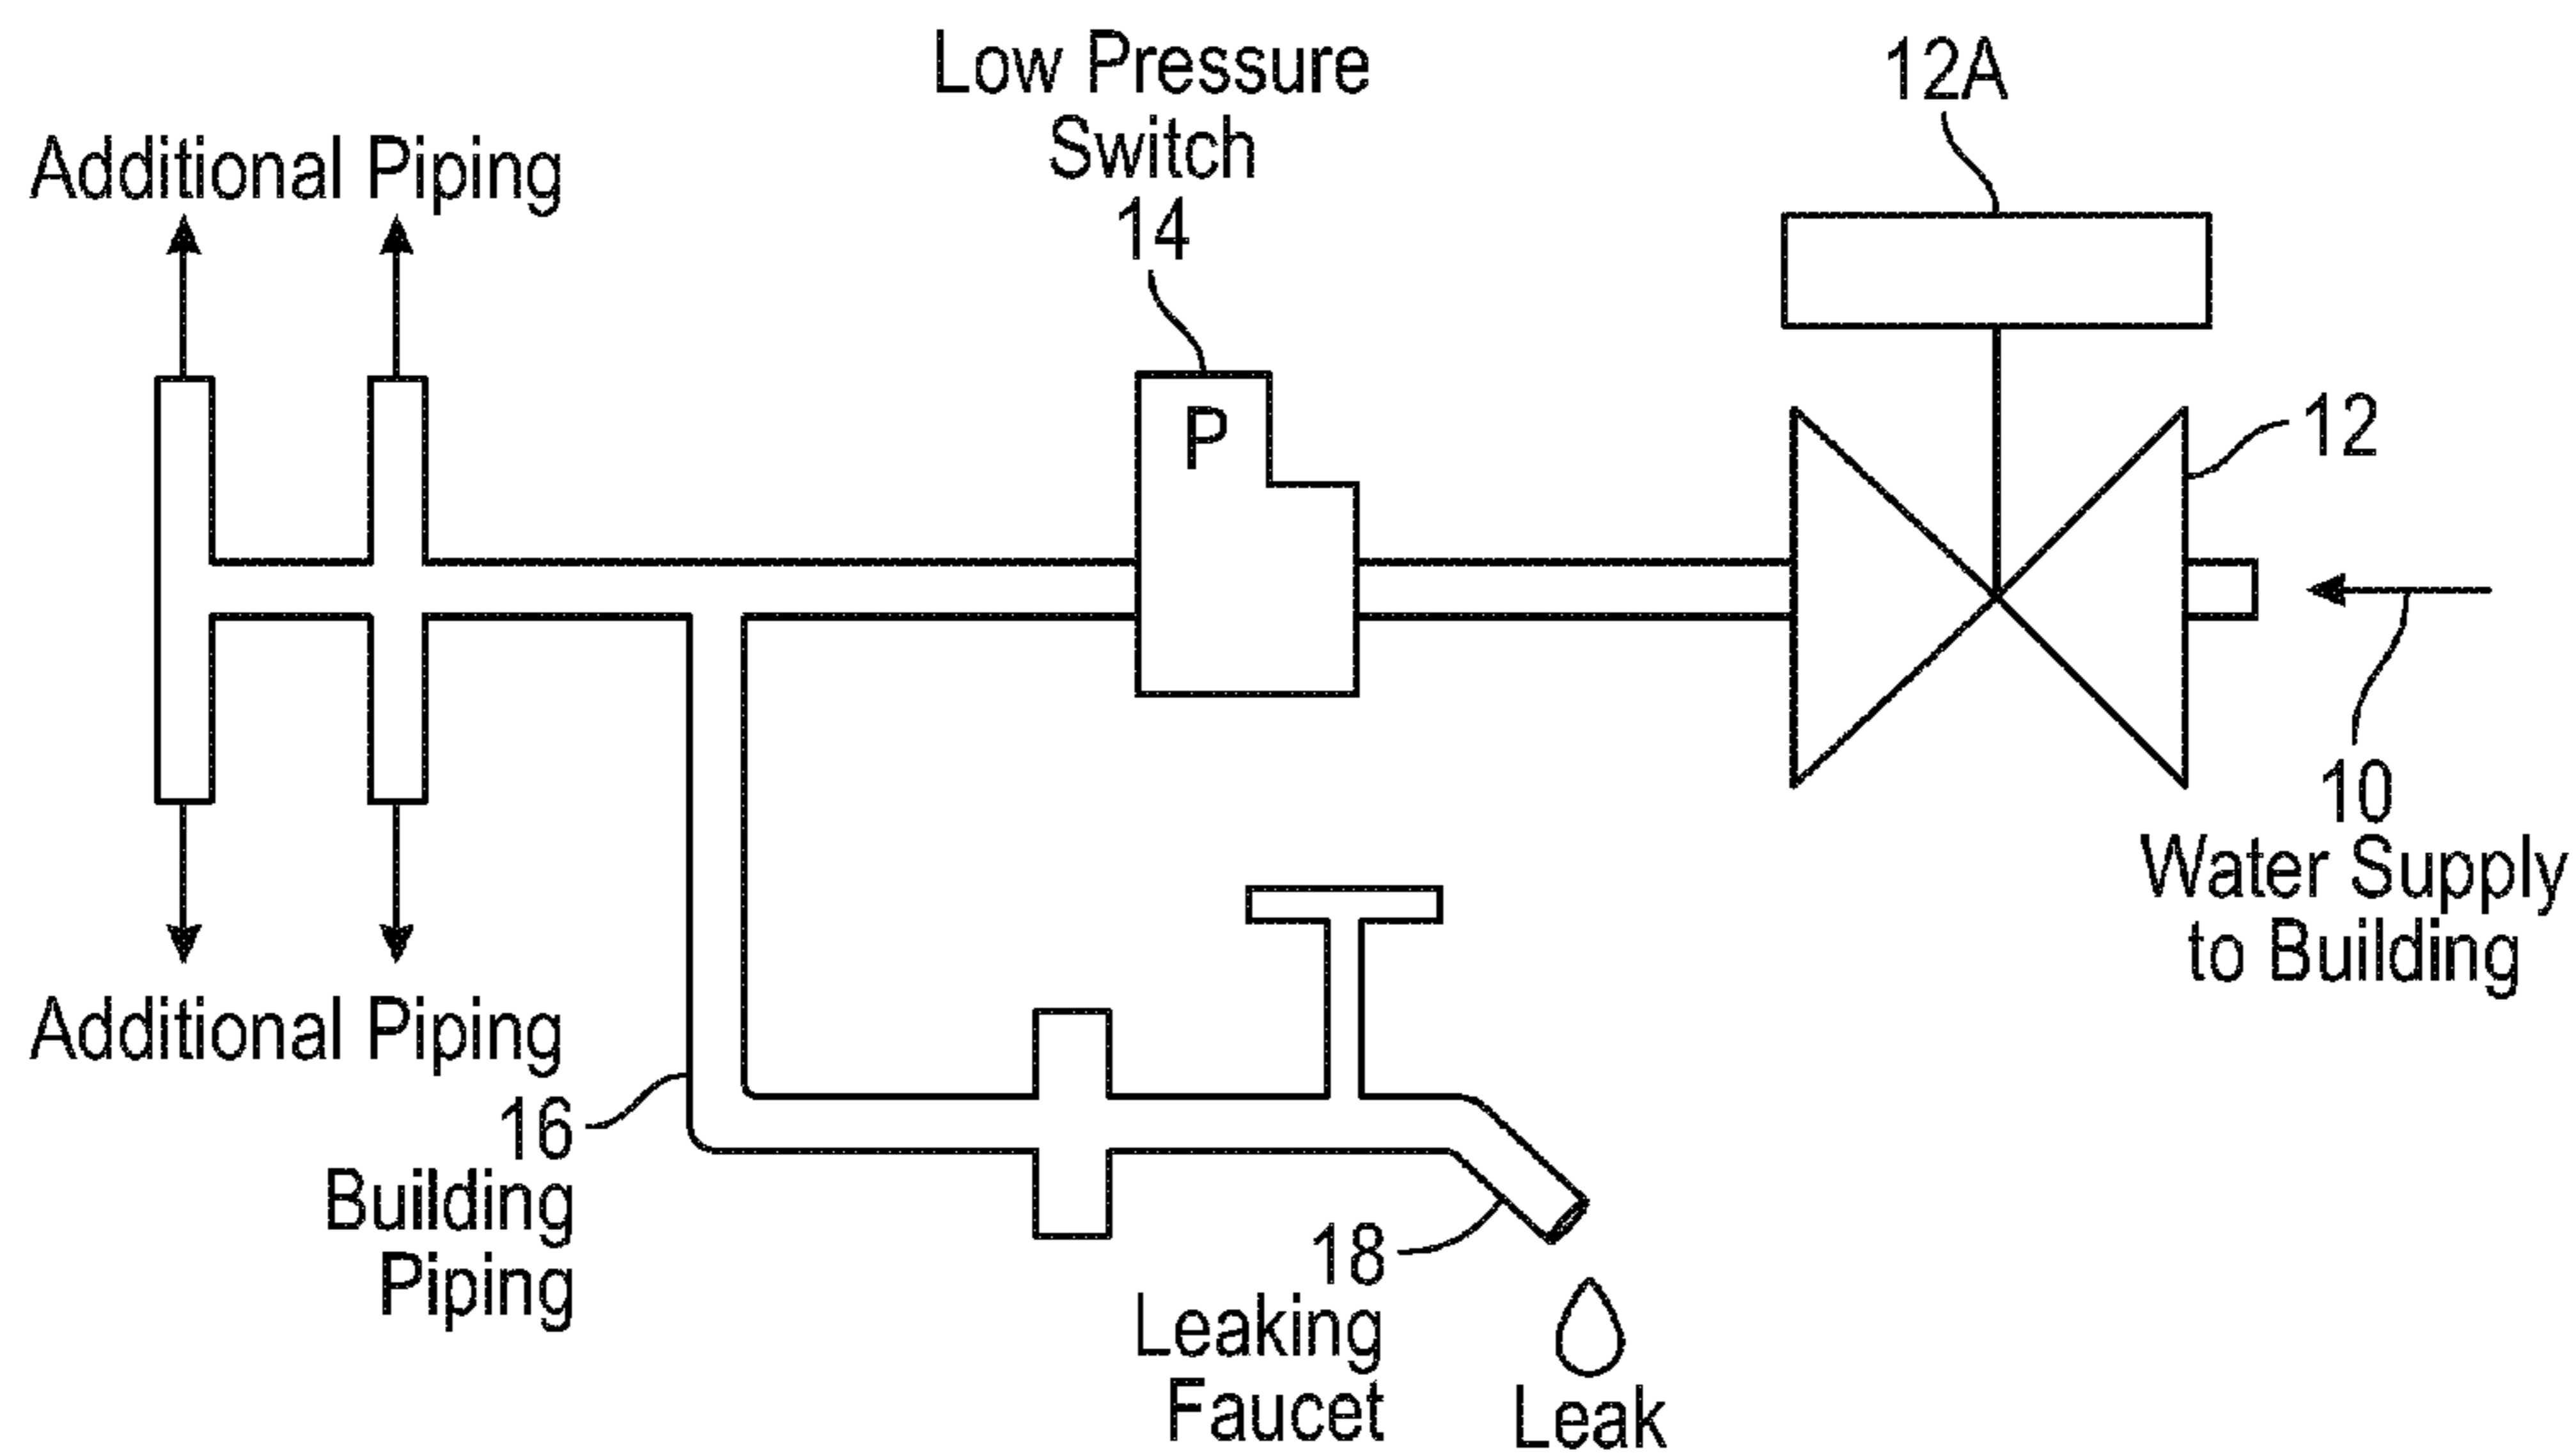 Low Pressure
Switch
14
12A
Additional Piping
P
12
10
Water Supply
to Building
Additional Piping
16
Building
Piping
18
Leaking
Faucet
Leak